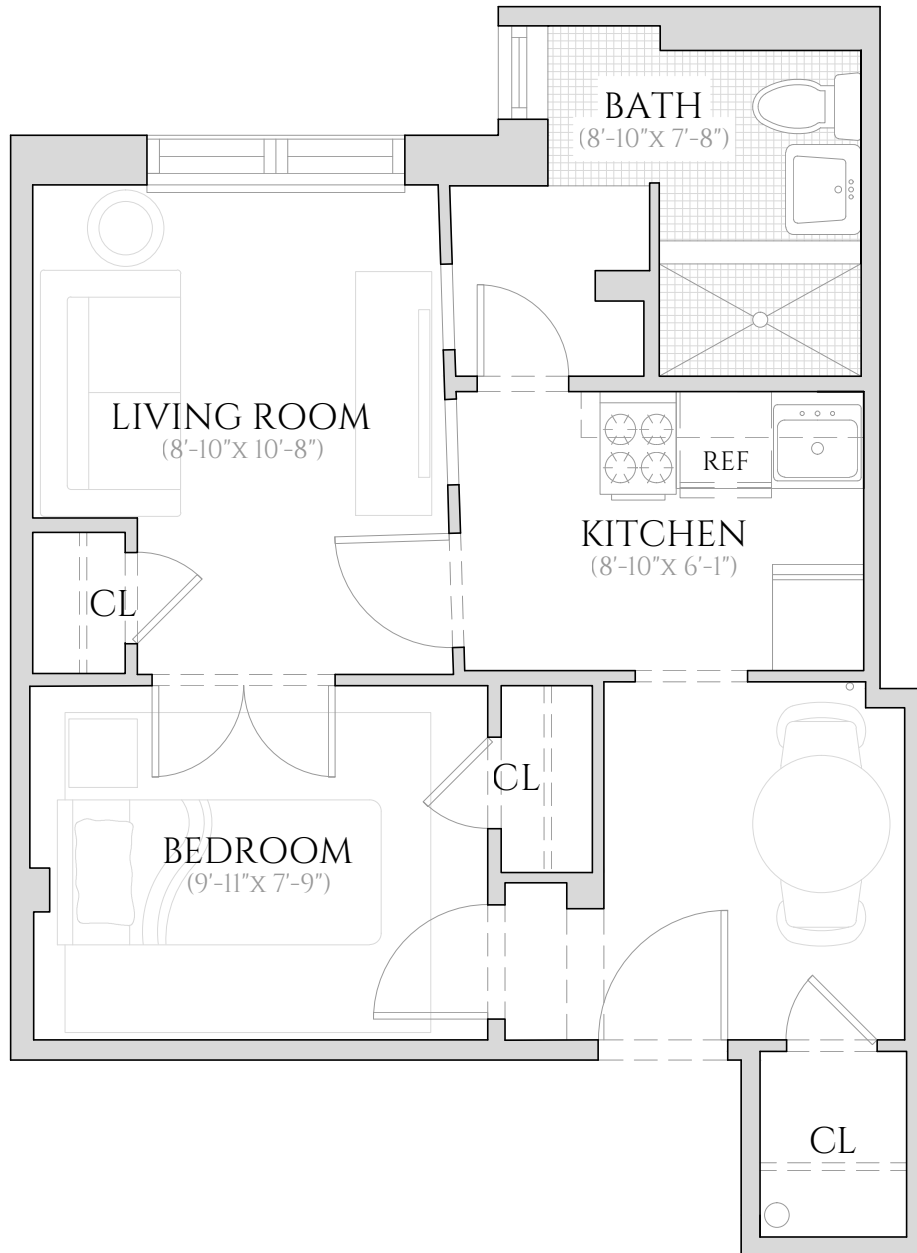 BATH
(8'-10"X 7'-8")
LIVING ROOM
(8'-10"X 10'-8")
REF
KITCHEN
(8'-10"X 6'-1")
CL
CL
BEDROOM
(9'-11"X 7'-9")
CL